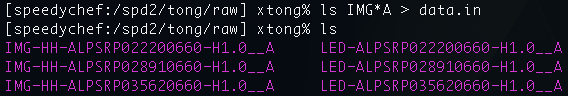 [speedychef:/spd2/tong/raw] xtong% ls IMG*A > data.in
[speedychef:/spd2/tong/raw] xtong% ls
IMG-HH-ALPSRP022200660-H1.0__A LED-ALPSRP022200660-H1.0__A
IMG-HH-ALPSRP028910660-H1.0__A LED-ALPSRP028910660-H1.0__A
IMG-HH-ALPSRP035620660-H1.0__A LED-ALPSRP035620660-H1.0__A